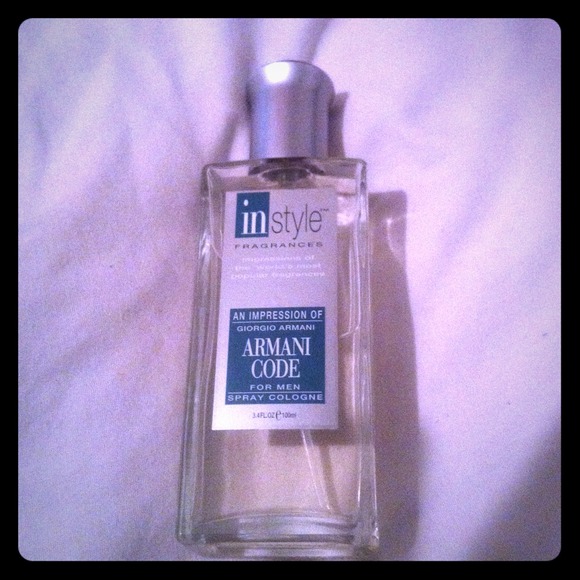 instyle™
FRAGRANCES
impressions of
the world's most
popular fragrances
AN IMPRESSION OF
GIORGIO ARMANI
ARMANI
CODE
FOR MEN
SPRAY COLOGNE
3.4FL.OZ℮100ml